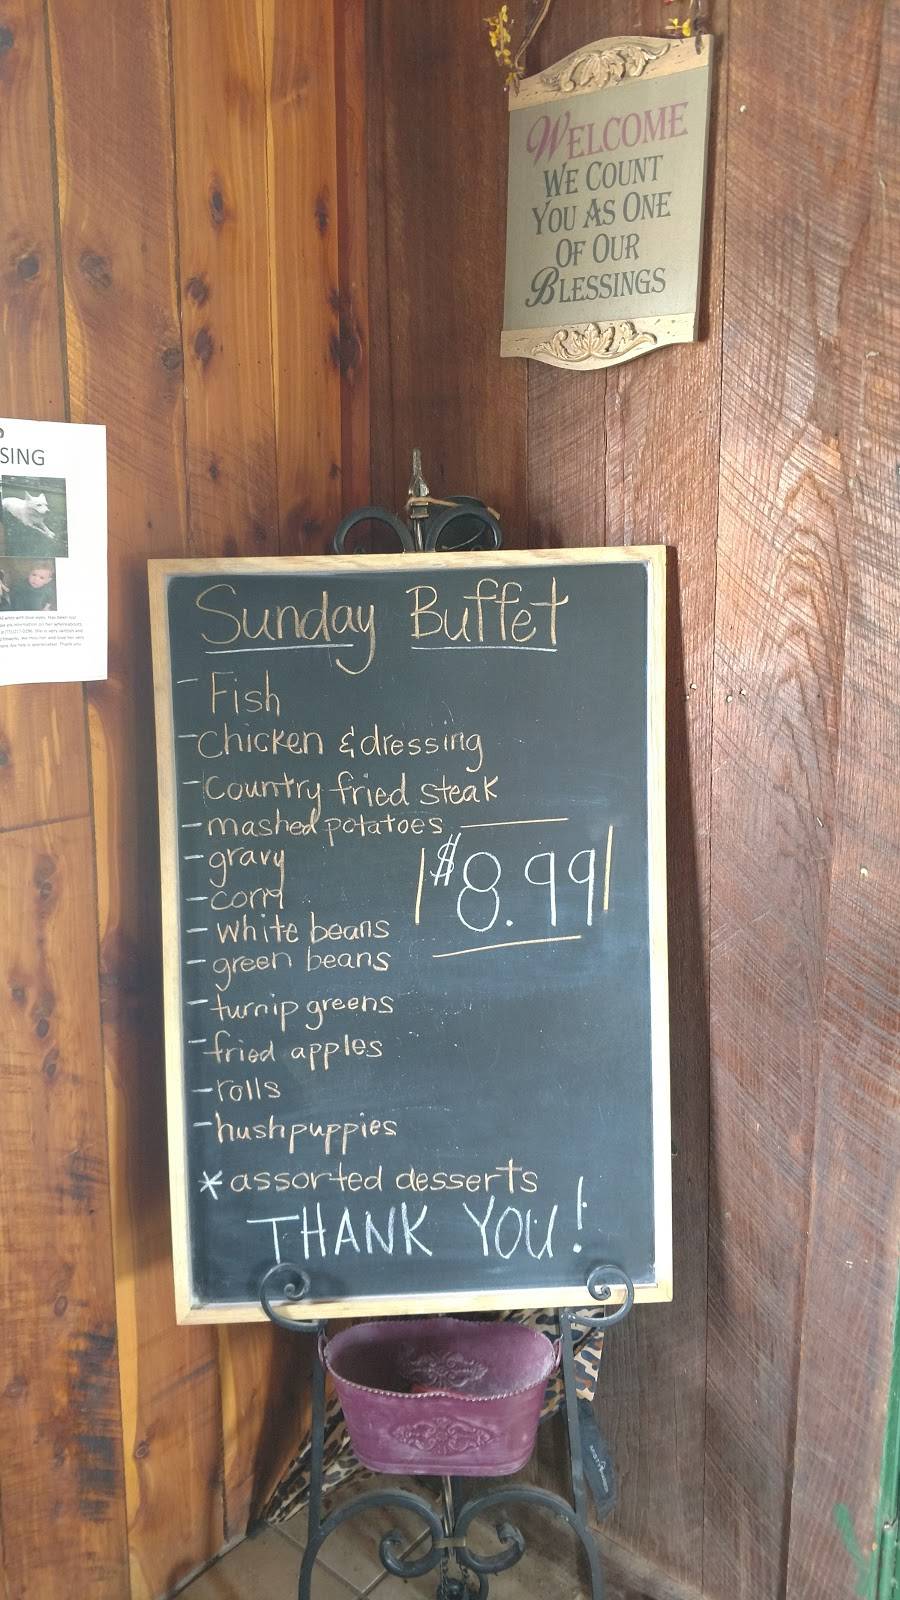 WELCOME
WE COUNT
YOU AS ONE
OF OUR
BLESSINGS
SING
Sunday Buffet
- Fish
- Chicken & dressing
- Country fried steak
- mashed potatoes
- gravy
$8.99
- corn
- white beans
- green beans
- turnip greens
- fried apples
- rolls
- hushpuppies
* assorted desserts
THANK YOU!